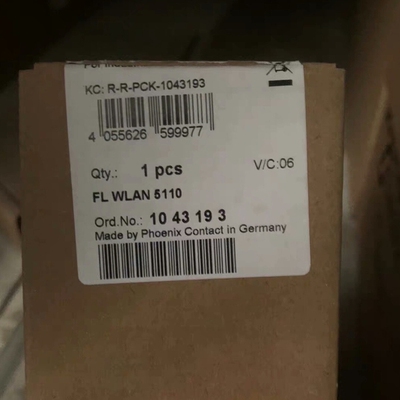 KC: R-R-PCK-1043193
4 055626 599977
Qty.: 1 pcs V/C:06
FL WLAN 5110
Ord.No.: 10 43 19 3
Made by Phoenix Contact in Germany